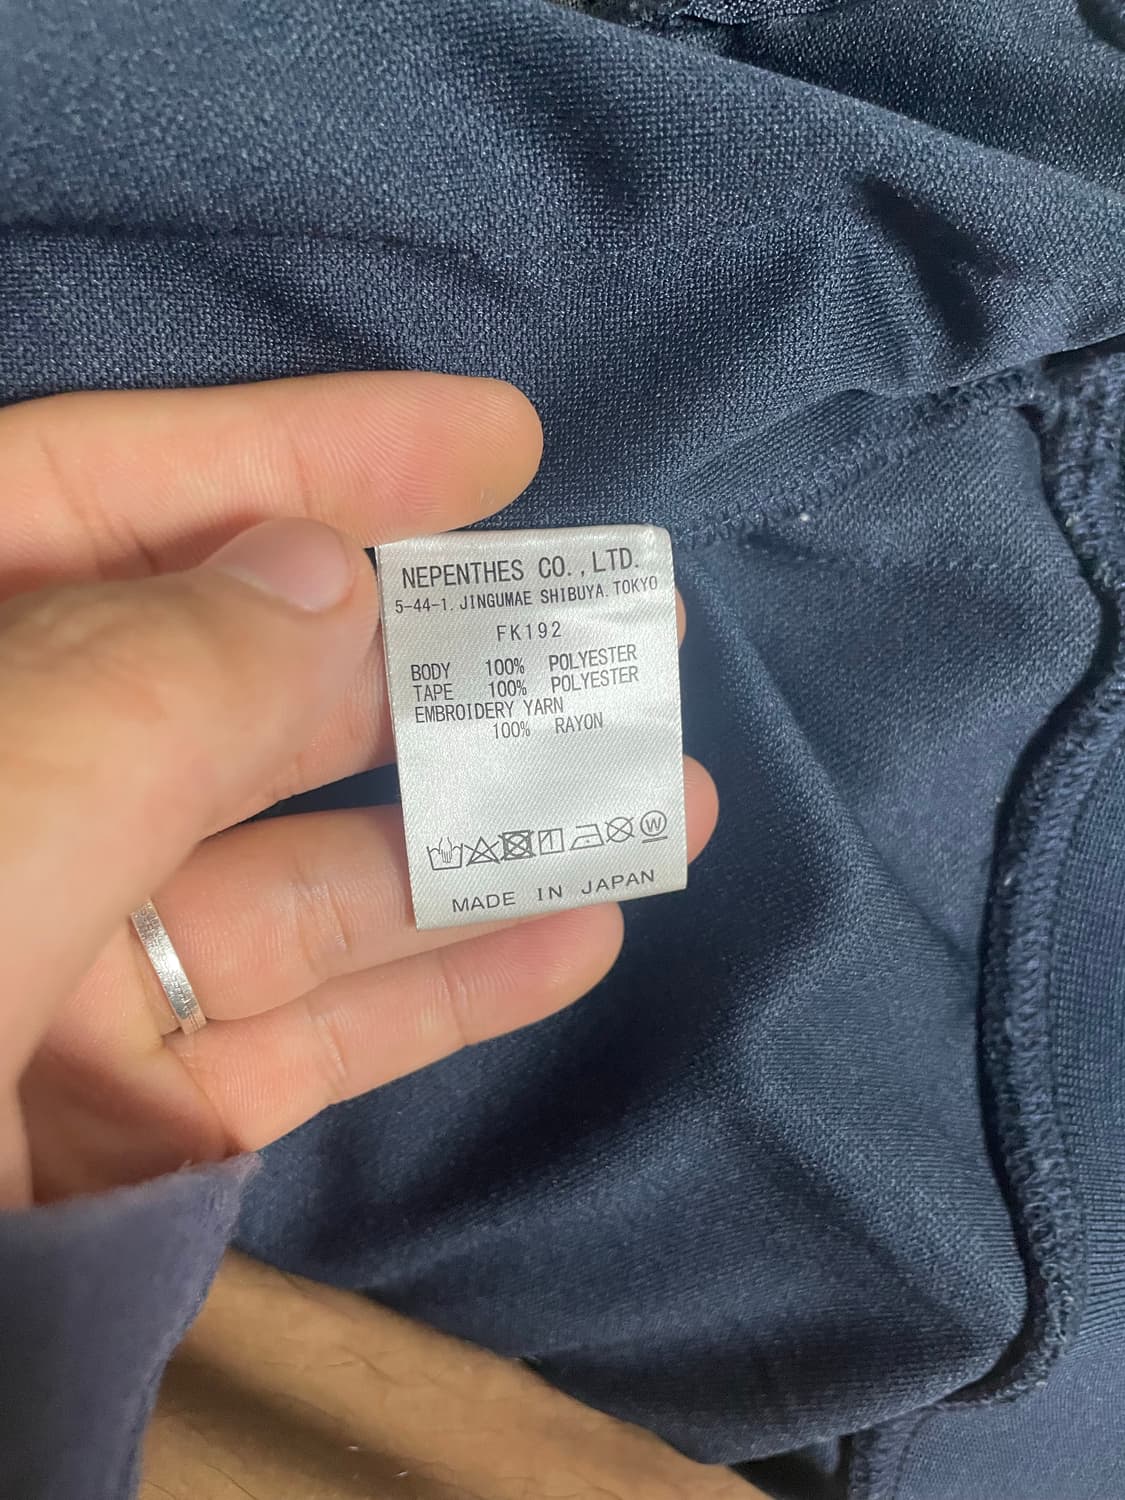 NEPENTHES CO.,LTD.
5-44-1. JINGUMAE SHIBUYA. TOKYO
FK192
BODY 100% POLYESTER
TAPE 100% POLYESTER
EMBROIDERY YARN
100% RAYON
W
MADE IN JAPAN